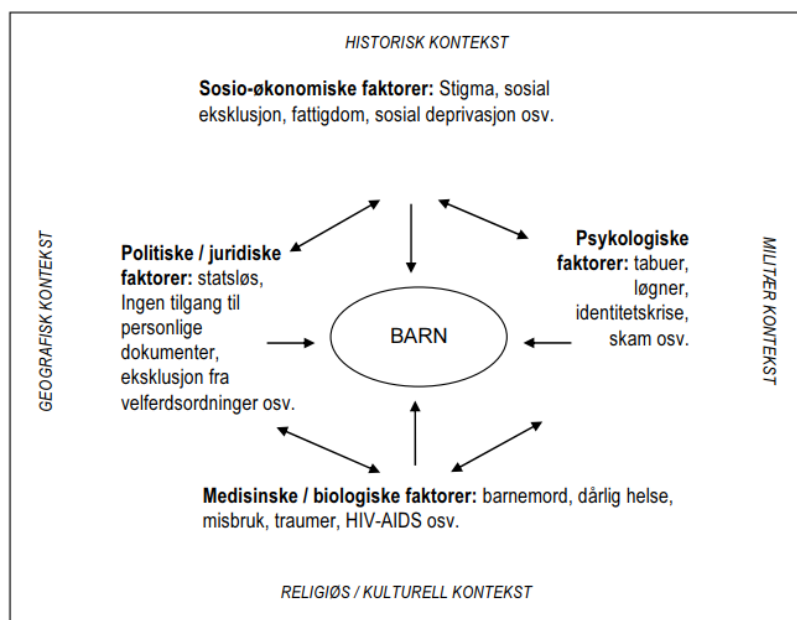 HISTORISK KONTEKST
Sosio-økonomiske faktorer: Stigma, sosial
eksklusjon, fattigdom, sosial deprivasjon osv.
GEOGRAFISK KONTEKST
Politiske / juridiske
faktorer: statsløs,
Ingen tilgang til
personlige
dokumenter,
eksklusjon fra
velferdsordninger osv.
BARN
Psykologiske
faktorer: tabuer,
løgner,
identitetskrise,
skam osv.
MILITÆR KONTEKST
Medisinske / biologiske faktorer: barnemord, dårlig helse,
misbruk, traumer, HIV-AIDS osv.
RELIGIØS / KULTURELL KONTEKST